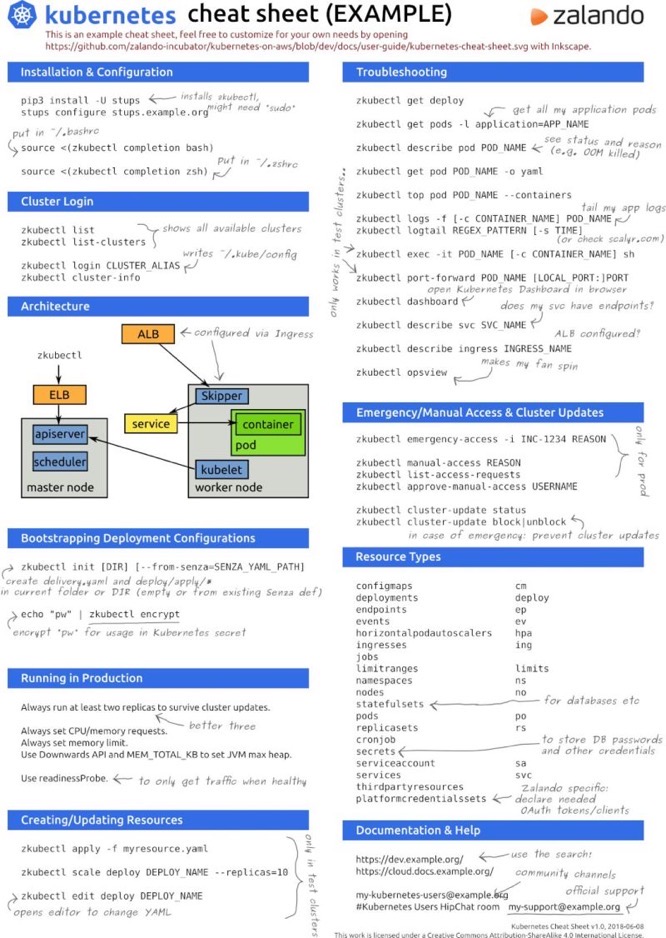 kubernetes cheat sheet (EXAMPLE)
zalando
This is an example cheat sheet, feel free to customize for your own needs by opening
https://github.com/zalando-incubator/kubernetes-on-aws/blob/dev/docs/user-guide/kubernetes-cheat-sheet.svg with Inkscape.
Installation & Configuration
pip3 install -U stups
installs zkubectl,
might need "sudo"
stups configure stups.example.org
put in ~/.bashrc
source <(zkubectl completion bash)
put in ~/.zshrc
source <(zkubectl completion zsh)
Cluster Login
zkubectl list
shows all available clusters
zkubectl list-clusters
writes ~/.kube/config
zkubectl login CLUSTER_ALIAS
zkubectl cluster-info
Architecture
ALB
configured via Ingress
zkubectl
ELB
Skipper
service
container
pod
apiserver
scheduler
kubelet
master node
worker node
Bootstrapping Deployment Configurations
zkubectl init [DIR] [--from-senza=SENZA_YAML_PATH]
create delivery.yaml and deploy/apply/*
in current folder or DIR (empty or from existing Senza def)
echo "pw" | zkubectl encrypt
encrypt "pw" for usage in Kubernetes secret
Running in Production
Always run at least two replicas to survive cluster updates.
better three
Always set CPU/memory requests.
Always set memory limit.
Use Downwards API and MEM_TOTAL_KB to set JVM max heap.
Use readinessProbe.
to only get traffic when healthy
Creating/Updating Resources
zkubectl apply -f myresource.yaml
zkubectl scale deploy DEPLOY_NAME --replicas=10
zkubectl edit deploy DEPLOY_NAME
opens editor to change YAML
only in test clusters
Troubleshooting
zkubectl get deploy
get all my application pods
zkubectl get pods -l application=APP_NAME
zkubectl describe pod POD_NAME
see status and reason
(e.g. OOM killed)
zkubectl get pod POD_NAME -o yaml
zkubectl top pod POD_NAME --containers
tail my app logs
zkubectl logs -f [-c CONTAINER_NAME] POD_NAME
zkubectl logtail REGEX_PATTERN [-s TIME]
(or check scalyr.com)
only works in test clusters..
zkubectl exec -it POD_NAME [-c CONTAINER_NAME] sh
zkubectl port-forward POD_NAME [LOCAL_PORT:]PORT
open Kubernetes Dashboard in browser
zkubectl dashboard
does my svc have endpoints?
zkubectl describe svc SVC_NAME
ALB configured?
zkubectl describe ingress INGRESS_NAME
makes my fan spin
zkubectl opsview
Emergency/Manual Access & Cluster Updates
zkubectl emergency-access -i INC-1234 REASON
zkubectl manual-access REASON
zkubectl list-access-requests
zkubectl approve-manual-access USERNAME
only for prod
zkubectl cluster-update status
zkubectl cluster-update block|unblock
in case of emergency: prevent cluster updates
Resource Types
configmaps cm
deployments deploy
endpoints ep
events ev
horizontalpodautoscalers hpa
ingresses ing
jobs
limitranges limits
namespaces ns
nodes no
statefulsets
for databases etc
pods po
replicasets rs
cronjob
to store DB passwords
secrets
and other credentials
serviceaccount sa
services svc
thirdpartyresources
Zalando specific:
platformcredentialssets
declare needed
OAuth tokens/clients
Documentation & Help
https://dev.example.org/
use the search:
https://cloud.docs.example.org/
community channels
my-kubernetes-users@example.org
official support
#Kubernetes Users HipChat room my-support@example.org
Kubernetes Cheat Sheet v1.0, 2018-06-08
This work is licensed under a Creative Commons Attribution-ShareAlike 4.0 International License.